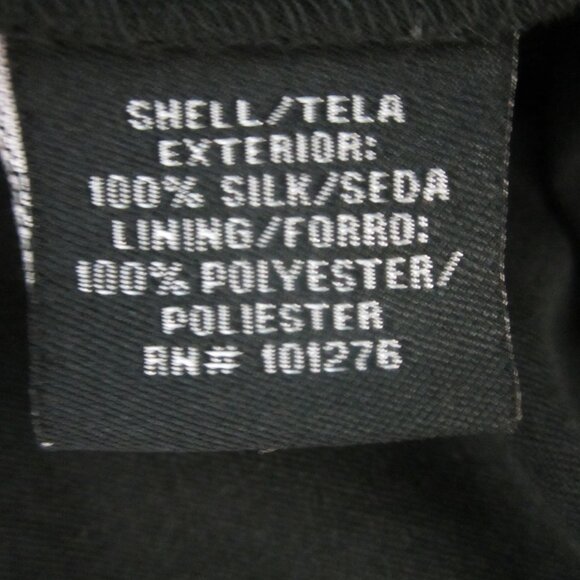 SHELL/TELA
EXTERIOR:
100% SILK/SEDA
LINING/FORRO:
100% POLYESTER/
POLIESTER
RN# 101276